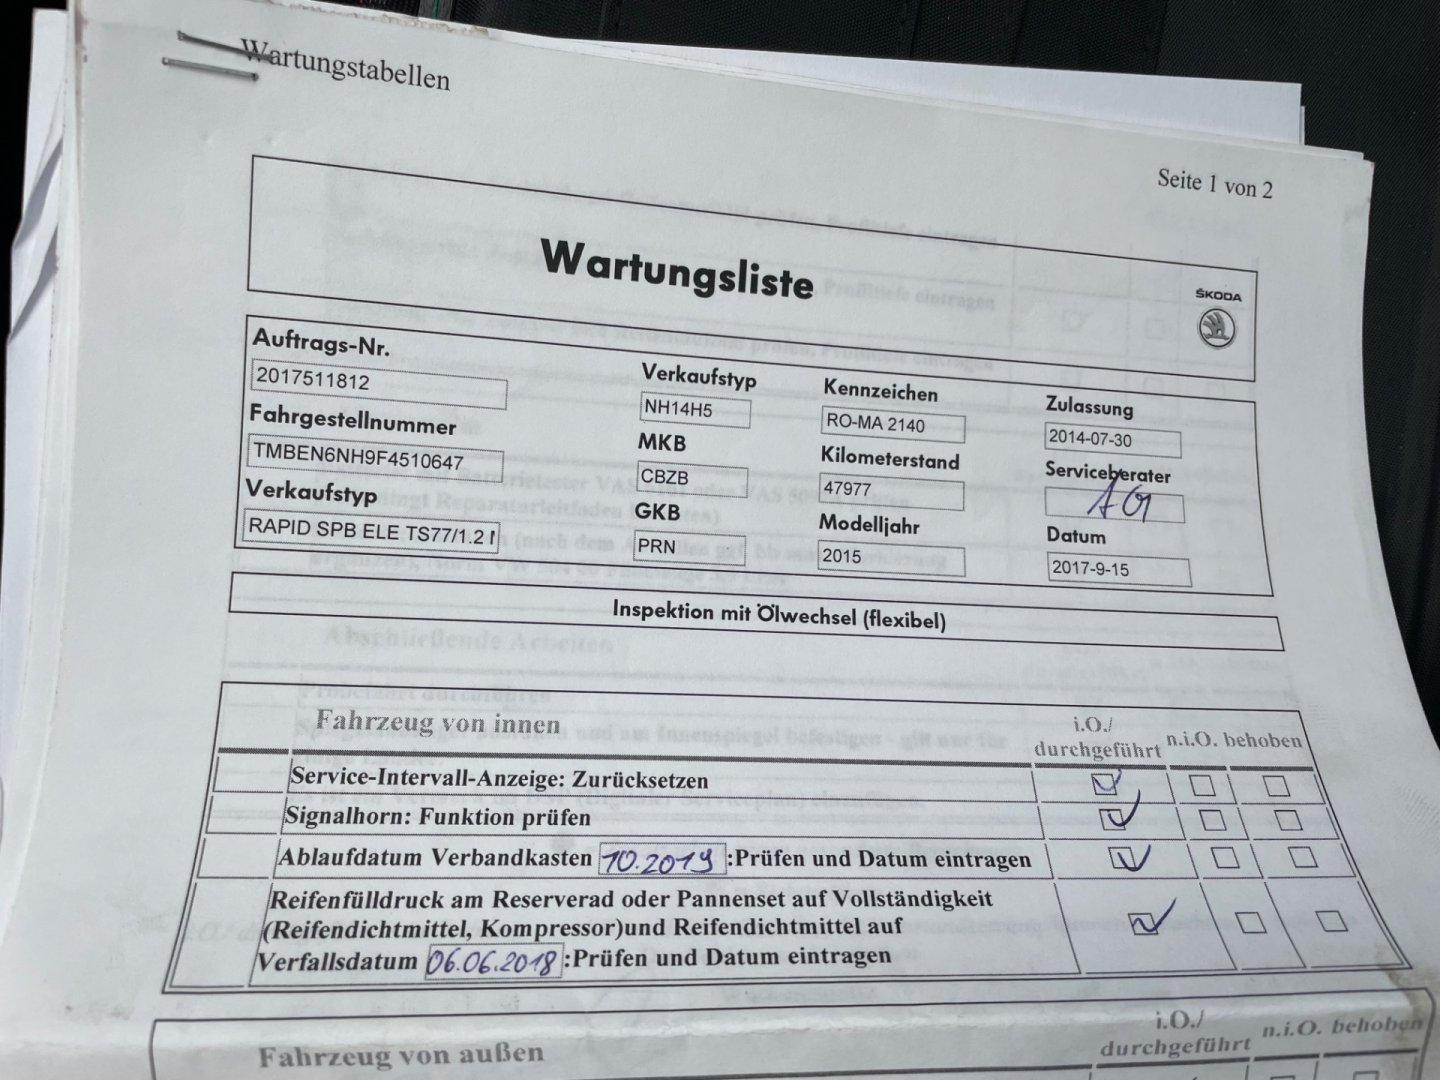 Wartungstabellen
Seite 1 von 2
Wartungsliste
ŠKODA
Auftrags-Nr.
2017511812
Fahrgestellnummer
TMBEN6NH9F4510647
Verkaufstyp
RAPID SPB ELE TS77/1.2 I
Verkaufstyp
NH14H5
MKB
CBZB
GKB
PRN
Kennzeichen
RO-MA 2140
Kilometerstand
47977
Modelljahr
2015
Zulassung
2014-07-30
Serviceberater
Datum
2017-9-15
Inspektion mit Ölwechsel (flexibel)
Fahrzeug von innen i.O./ durchgeführt n.i.O. behoben
Service-Intervall-Anzeige: Zurücksetzen
Signalhorn: Funktion prüfen
Ablaufdatum Verbandkasten 10.2019 :Prüfen und Datum eintragen
Reifenfülldruck am Reserverad oder Pannenset auf Vollständigkeit
(Reifendichtmittel, Kompressor)und Reifendichtmittel auf
Verfallsdatum 06.06.2018 :Prüfen und Datum eintragen
Fahrzeug von außen i.O./ durchgeführt n.i.O. behoben